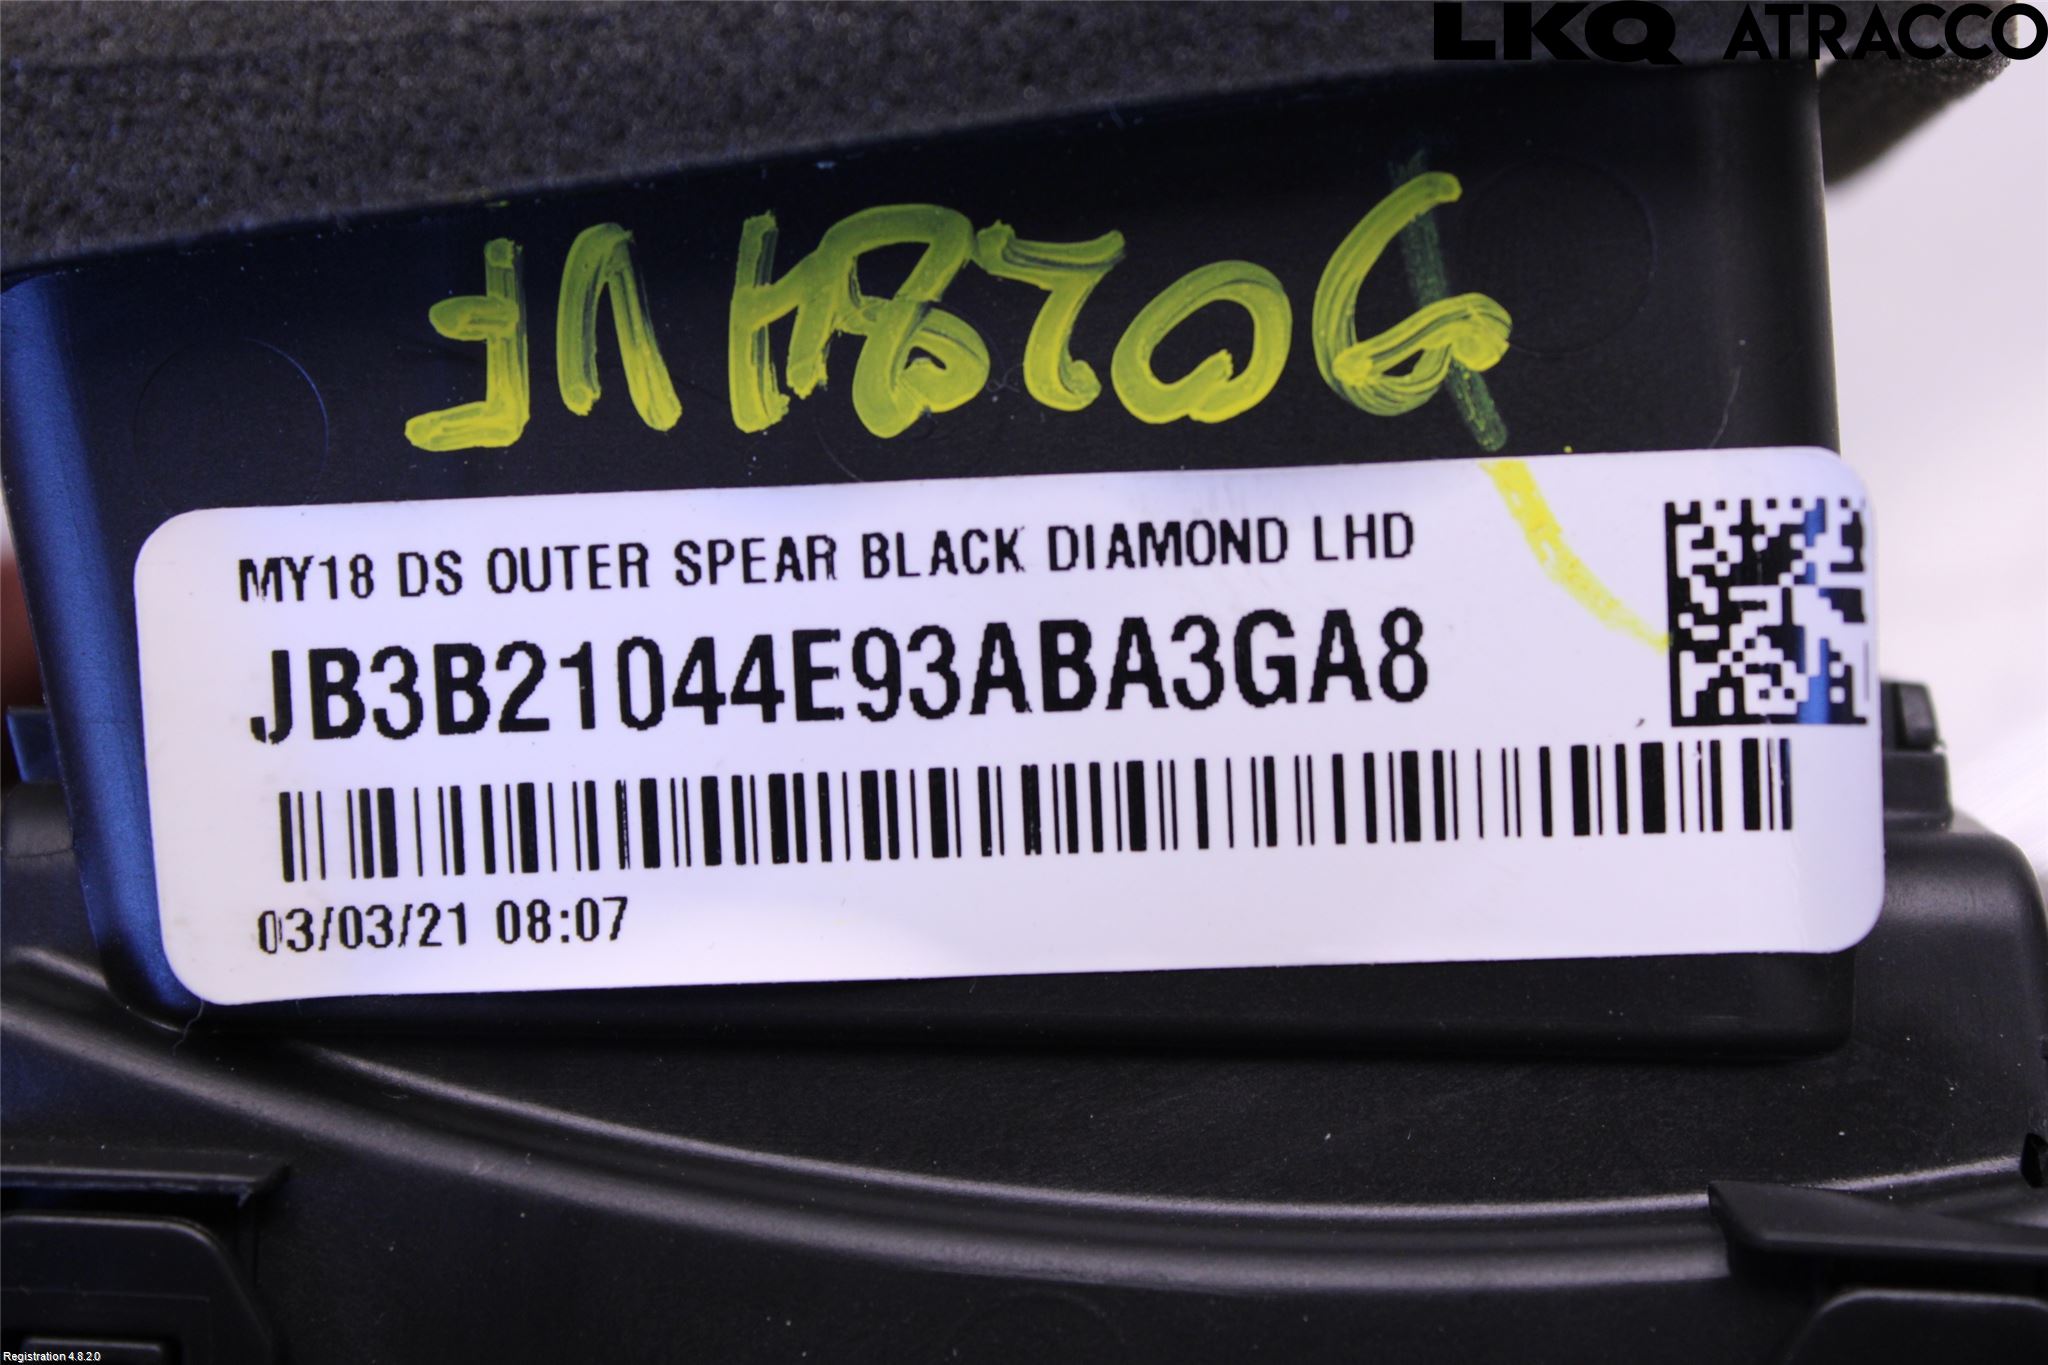 LKQ ATRACCO
MY18 DS OUTER SPEAR BLACK DIAMOND LHD
JB3B21044E93ABA3GA8
03/03/21 08:07
Registration 4.8.2.0